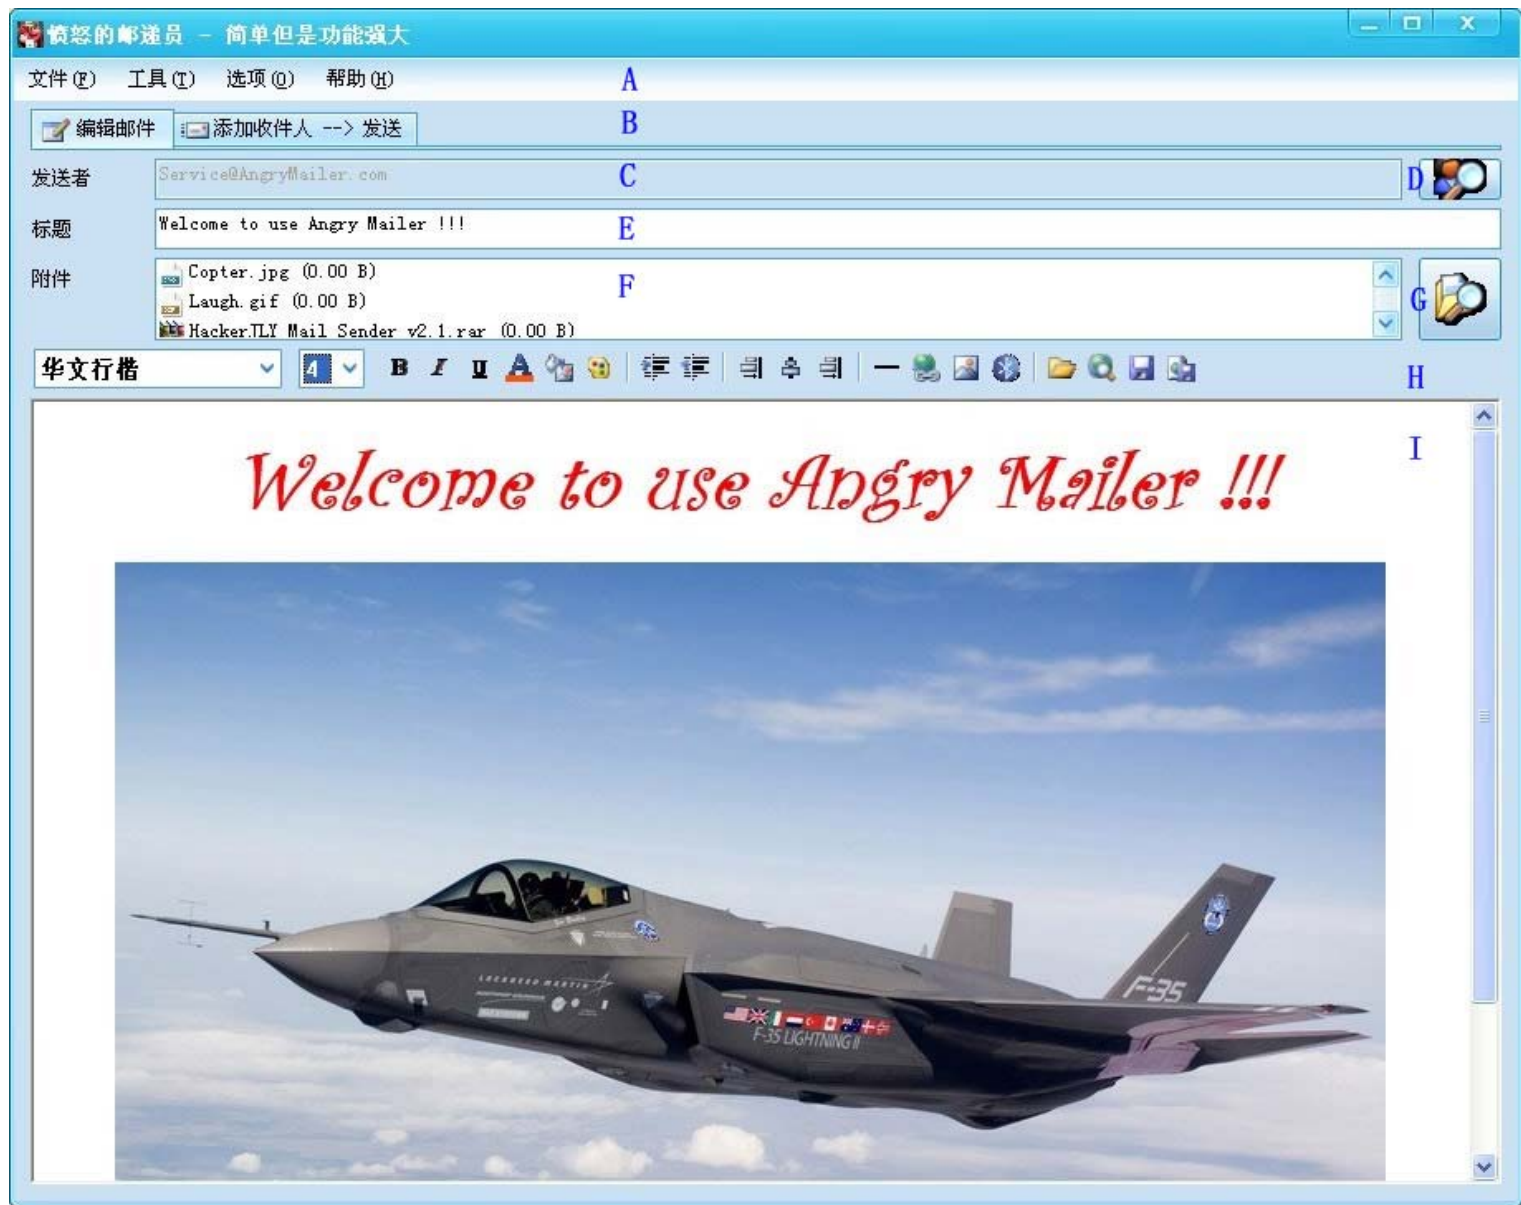 愤怒的邮递员 - 简单但是功能强大
文件(F) 工具(T) 选项(O) 帮助(H) A
编辑邮件 添加收件人 --> 发送 B
发送者 Service@AngryMailer.com C D
标题 Welcome to use Angry Mailer !!! E
附件 Copter.jpg (0.00 B) F G
Laugh.gif (0.00 B)
Hacker.TLY Mail Sender v2.1.rar (0.00 B)
华文行楷 4 B I U A H
I
Welcome to use Angry Mailer !!!
LOCKHEED MARTIN
F-35
F-35 LIGHTNING II